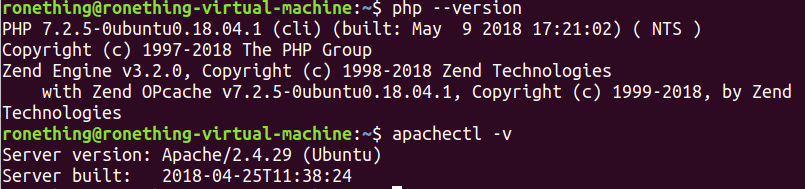 ronething@ronething-virtual-machine:~$ php --version
PHP 7.2.5-0ubuntu0.18.04.1 (cli) (built: May  9 2018 17:21:02) ( NTS )
Copyright (c) 1997-2018 The PHP Group
Zend Engine v3.2.0, Copyright (c) 1998-2018 Zend Technologies
    with Zend OPcache v7.2.5-0ubuntu0.18.04.1, Copyright (c) 1999-2018, by Zend
Technologies
ronething@ronething-virtual-machine:~$ apachectl -v
Server version: Apache/2.4.29 (Ubuntu)
Server built:   2018-04-25T11:38:24